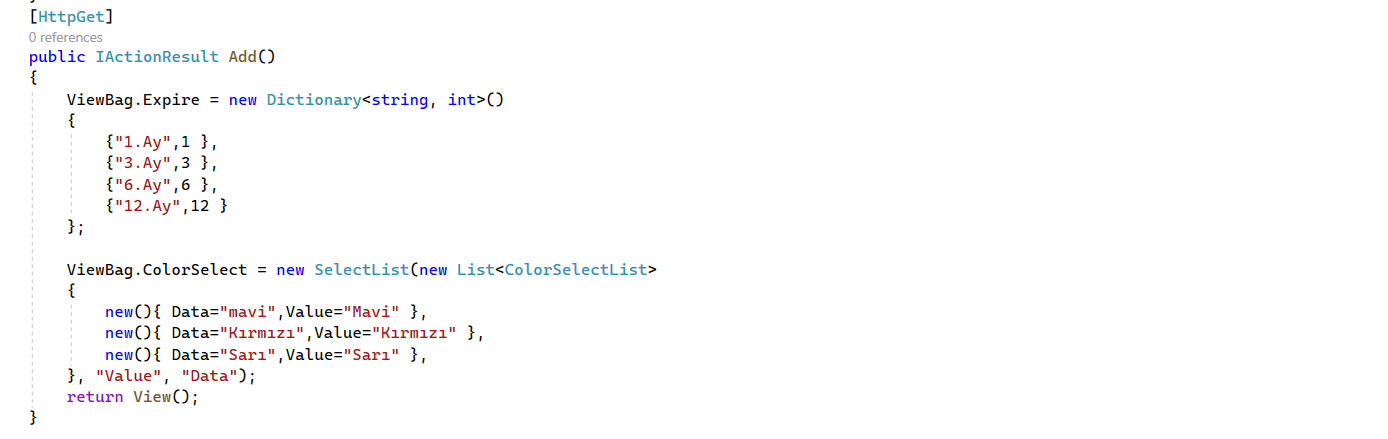 [HttpGet]
0 references
public IActionResult Add()
{
ViewBag.Expire = new Dictionary<string, int>()
{
{"1.Ay",1 },
{"3.Ay",3 },
{"6.Ay",6 },
{"12.Ay",12 }
};
ViewBag.ColorSelect = new SelectList(new List<ColorSelectList>
{
new(){ Data="mavi",Value="Mavi" },
new(){ Data="Kırmızı",Value="Kırmızı" },
new(){ Data="Sarı",Value="Sarı" },
}, "Value", "Data");
return View();
}